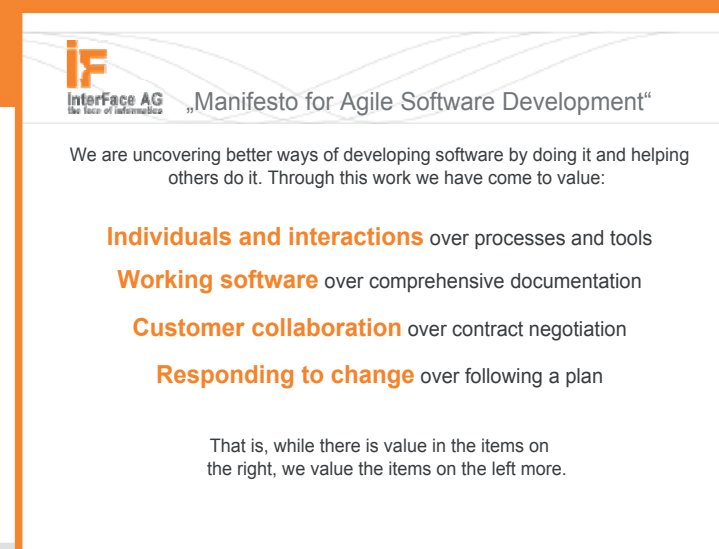 iF
InterFace AG
the face of informatics
„Manifesto for Agile Software Development“
We are uncovering better ways of developing software by doing it and helping
others do it. Through this work we have come to value:
Individuals and interactions over processes and tools
Working software over comprehensive documentation
Customer collaboration over contract negotiation
Responding to change over following a plan
That is, while there is value in the items on
the right, we value the items on the left more.